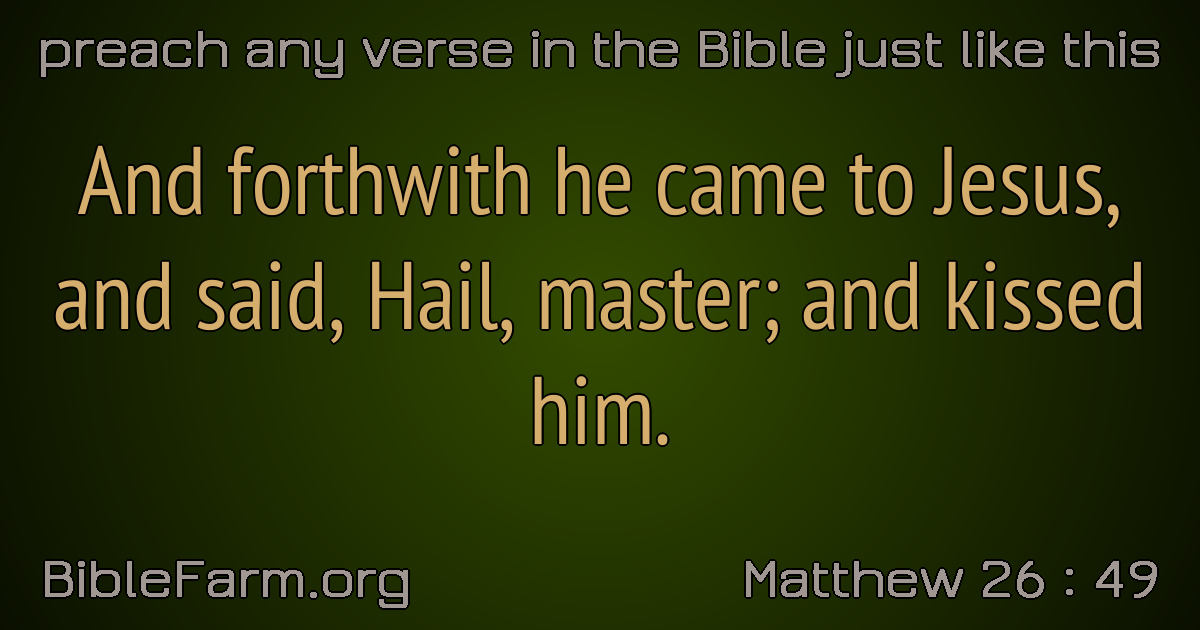 preach any verse in the Bible just like this
And forthwith he came to Jesus,
and said, Hail, master; and kissed
him.
BibleFarm.org
Matthew 26 : 49